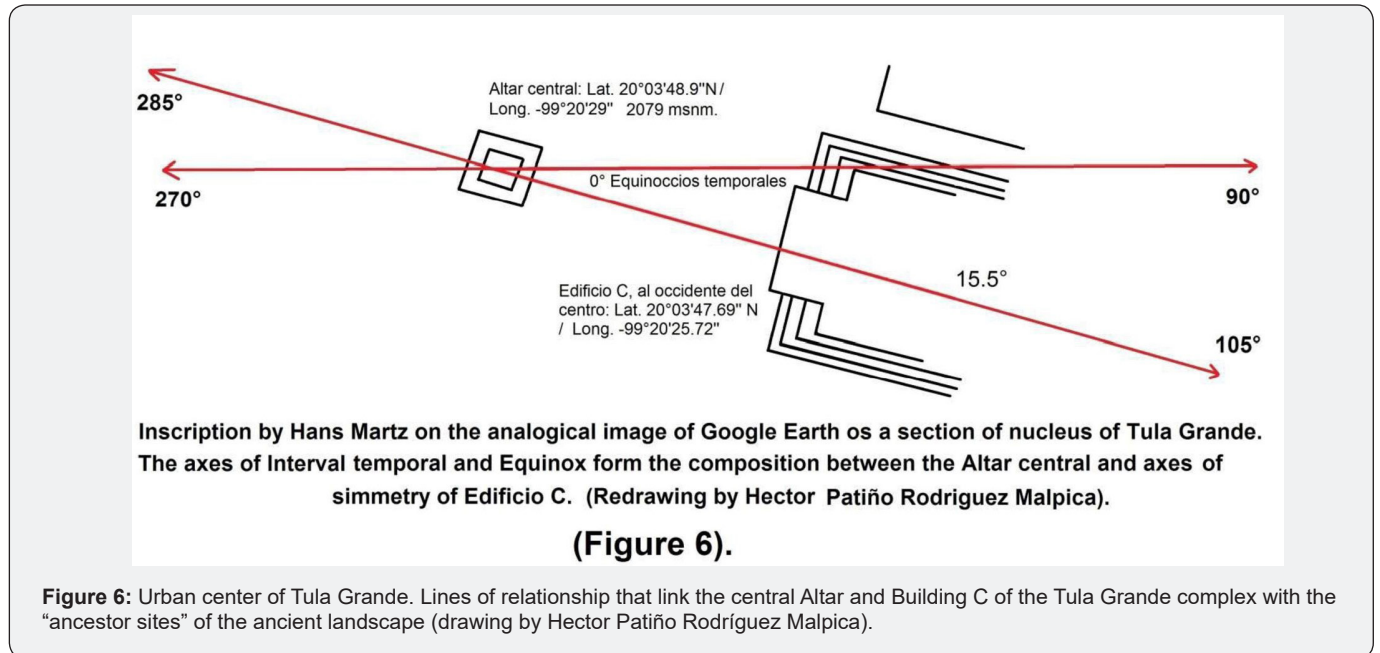 285°
Altar central: Lat. 20°03'48.9"N /
Long. -99°20'29" 2079 msnm.
270°
0° Equinoccios temporales
90°
Edificio C, al occidente del
centro: Lat. 20°03'47.69" N
/ Long. -99°20'25.72"
15.5°
105°
Inscription by Hans Martz on the analogical image of Google Earth os a section of nucleus of Tula Grande.
The axes of Interval temporal and Equinox form the composition between the Altar central and axes of
simmetry of Edificio C. (Redrawing by Hector Patiño Rodriguez Malpica).
(Figure 6).
Figure 6: Urban center of Tula Grande. Lines of relationship that link the central Altar and Building C of the Tula Grande complex with the
“ancestor sites” of the ancient landscape (drawing by Hector Patiño Rodríguez Malpica).